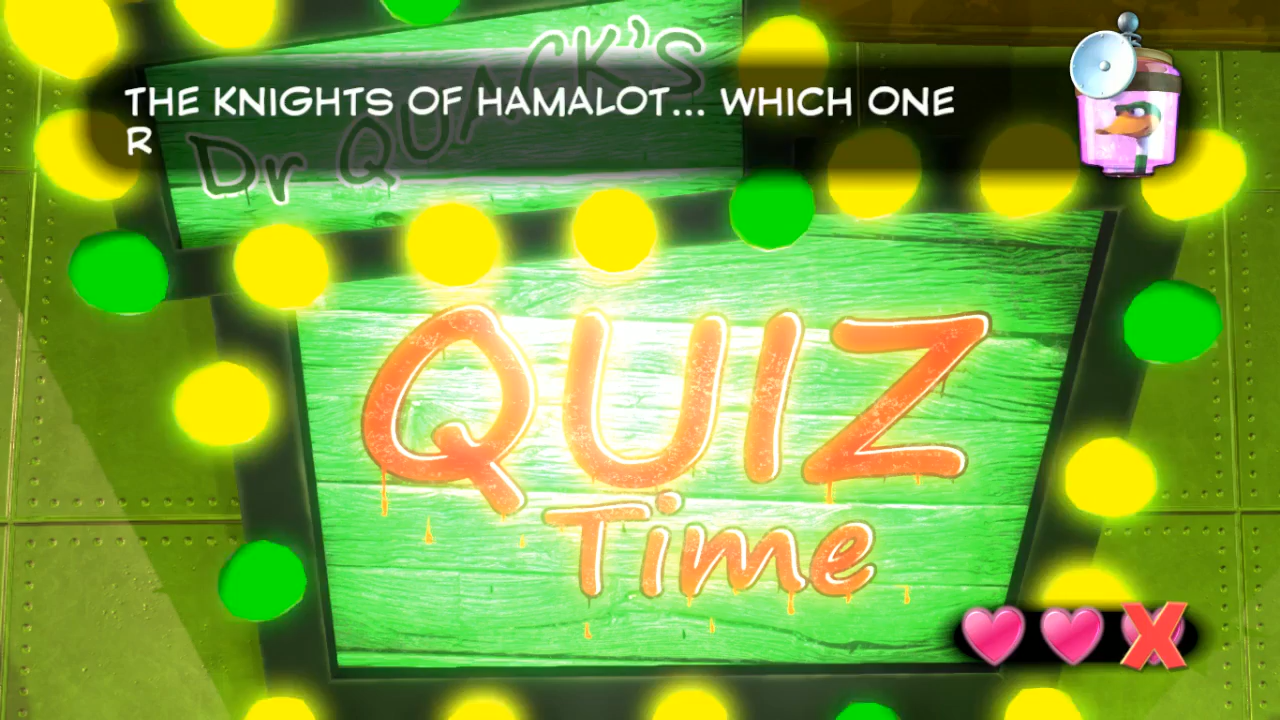 THE KNIGHTS OF HAMALOT... WHICH ONE
R
Dr QUACK'S
QUIZ
Time